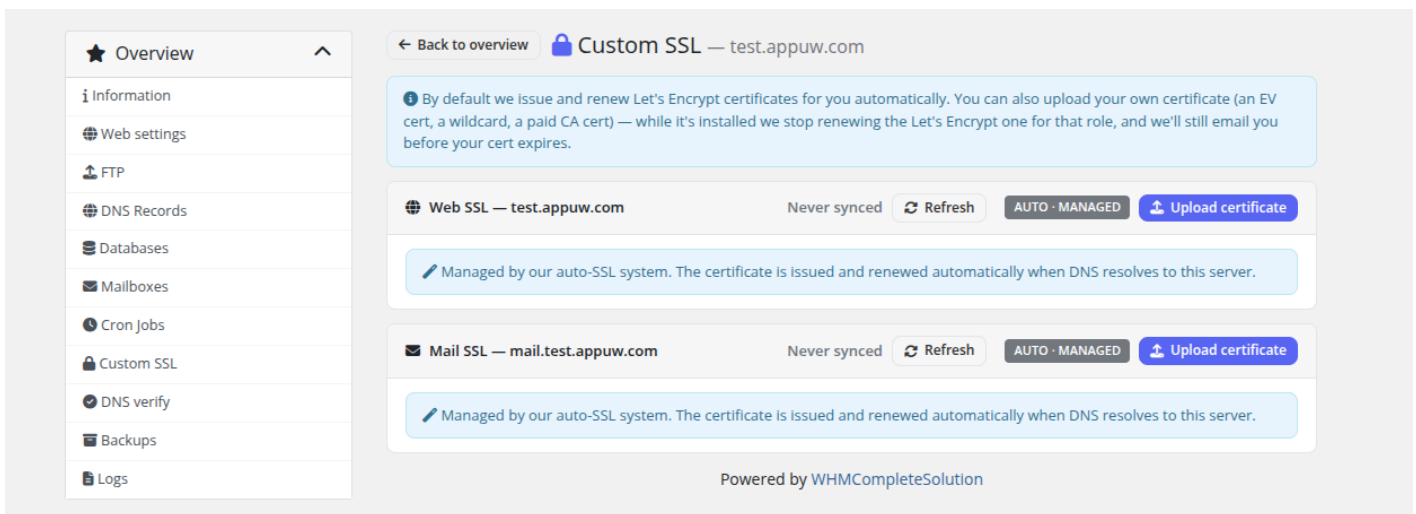 Overview
Information
Web settings
FTP
DNS Records
Databases
Mailboxes
Cron Jobs
Custom SSL
DNS verify
Backups
Logs
← Back to overview
Custom SSL — test.appuw.com
By default we issue and renew Let's Encrypt certificates for you automatically. You can also upload your own certificate (an EV
cert, a wildcard, a paid CA cert) — while it's installed we stop renewing the Let's Encrypt one for that role, and we'll still email you
before your cert expires.
Web SSL — test.appuw.com
Never synced
Refresh
AUTO · MANAGED
Upload certificate
Managed by our auto-SSL system. The certificate is issued and renewed automatically when DNS resolves to this server.
Mail SSL — mail.test.appuw.com
Never synced
Refresh
AUTO · MANAGED
Upload certificate
Managed by our auto-SSL system. The certificate is issued and renewed automatically when DNS resolves to this server.
Powered by WHMCompleteSolution